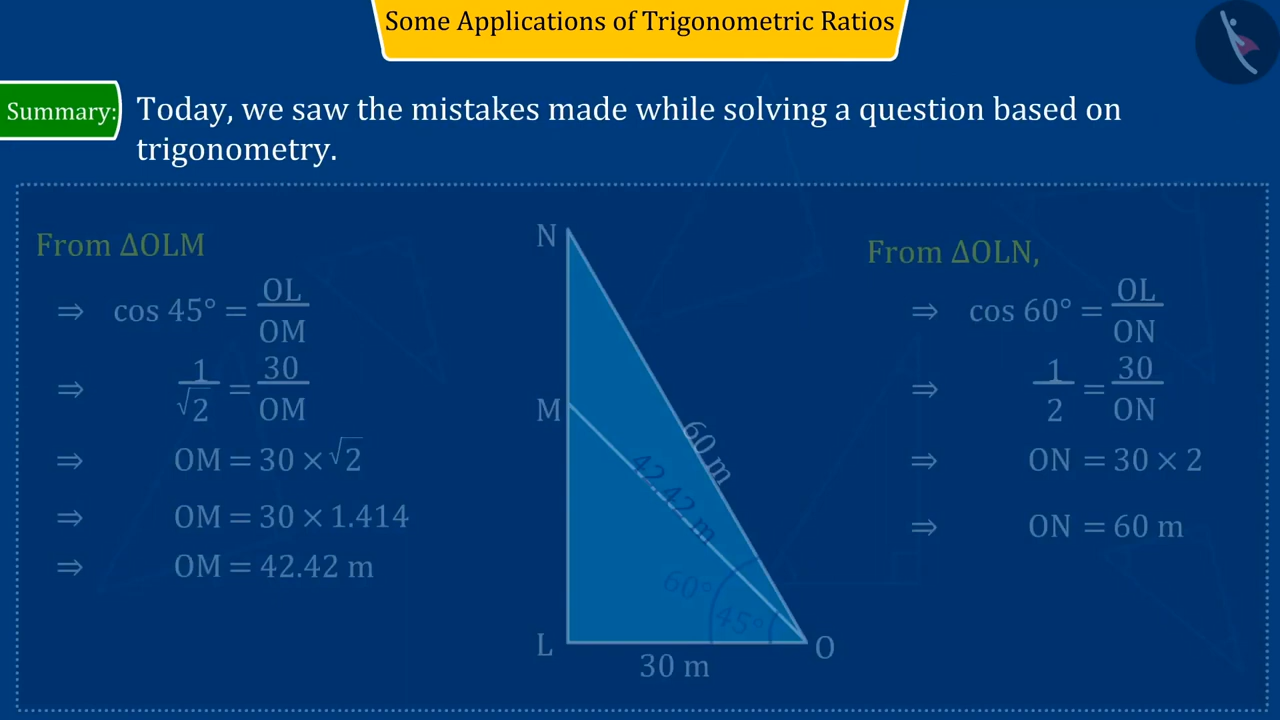 Some Applications of Trigonometric Ratios
Summary:
Today, we saw the mistakes made while solving a question based on
trigonometry.
From ΔOLM
⇒ cos 45° = OL/OM
⇒ 1/√2 = 30/OM
⇒ OM = 30 × √2
⇒ OM = 30 × 1.414
⇒ OM = 42.42 m
N
M
L
O
60 m
42.42 m
60°
45°
30 m
From ΔOLN,
⇒ cos 60° = OL/ON
⇒ 1/2 = 30/ON
⇒ ON = 30 × 2
⇒ ON = 60 m